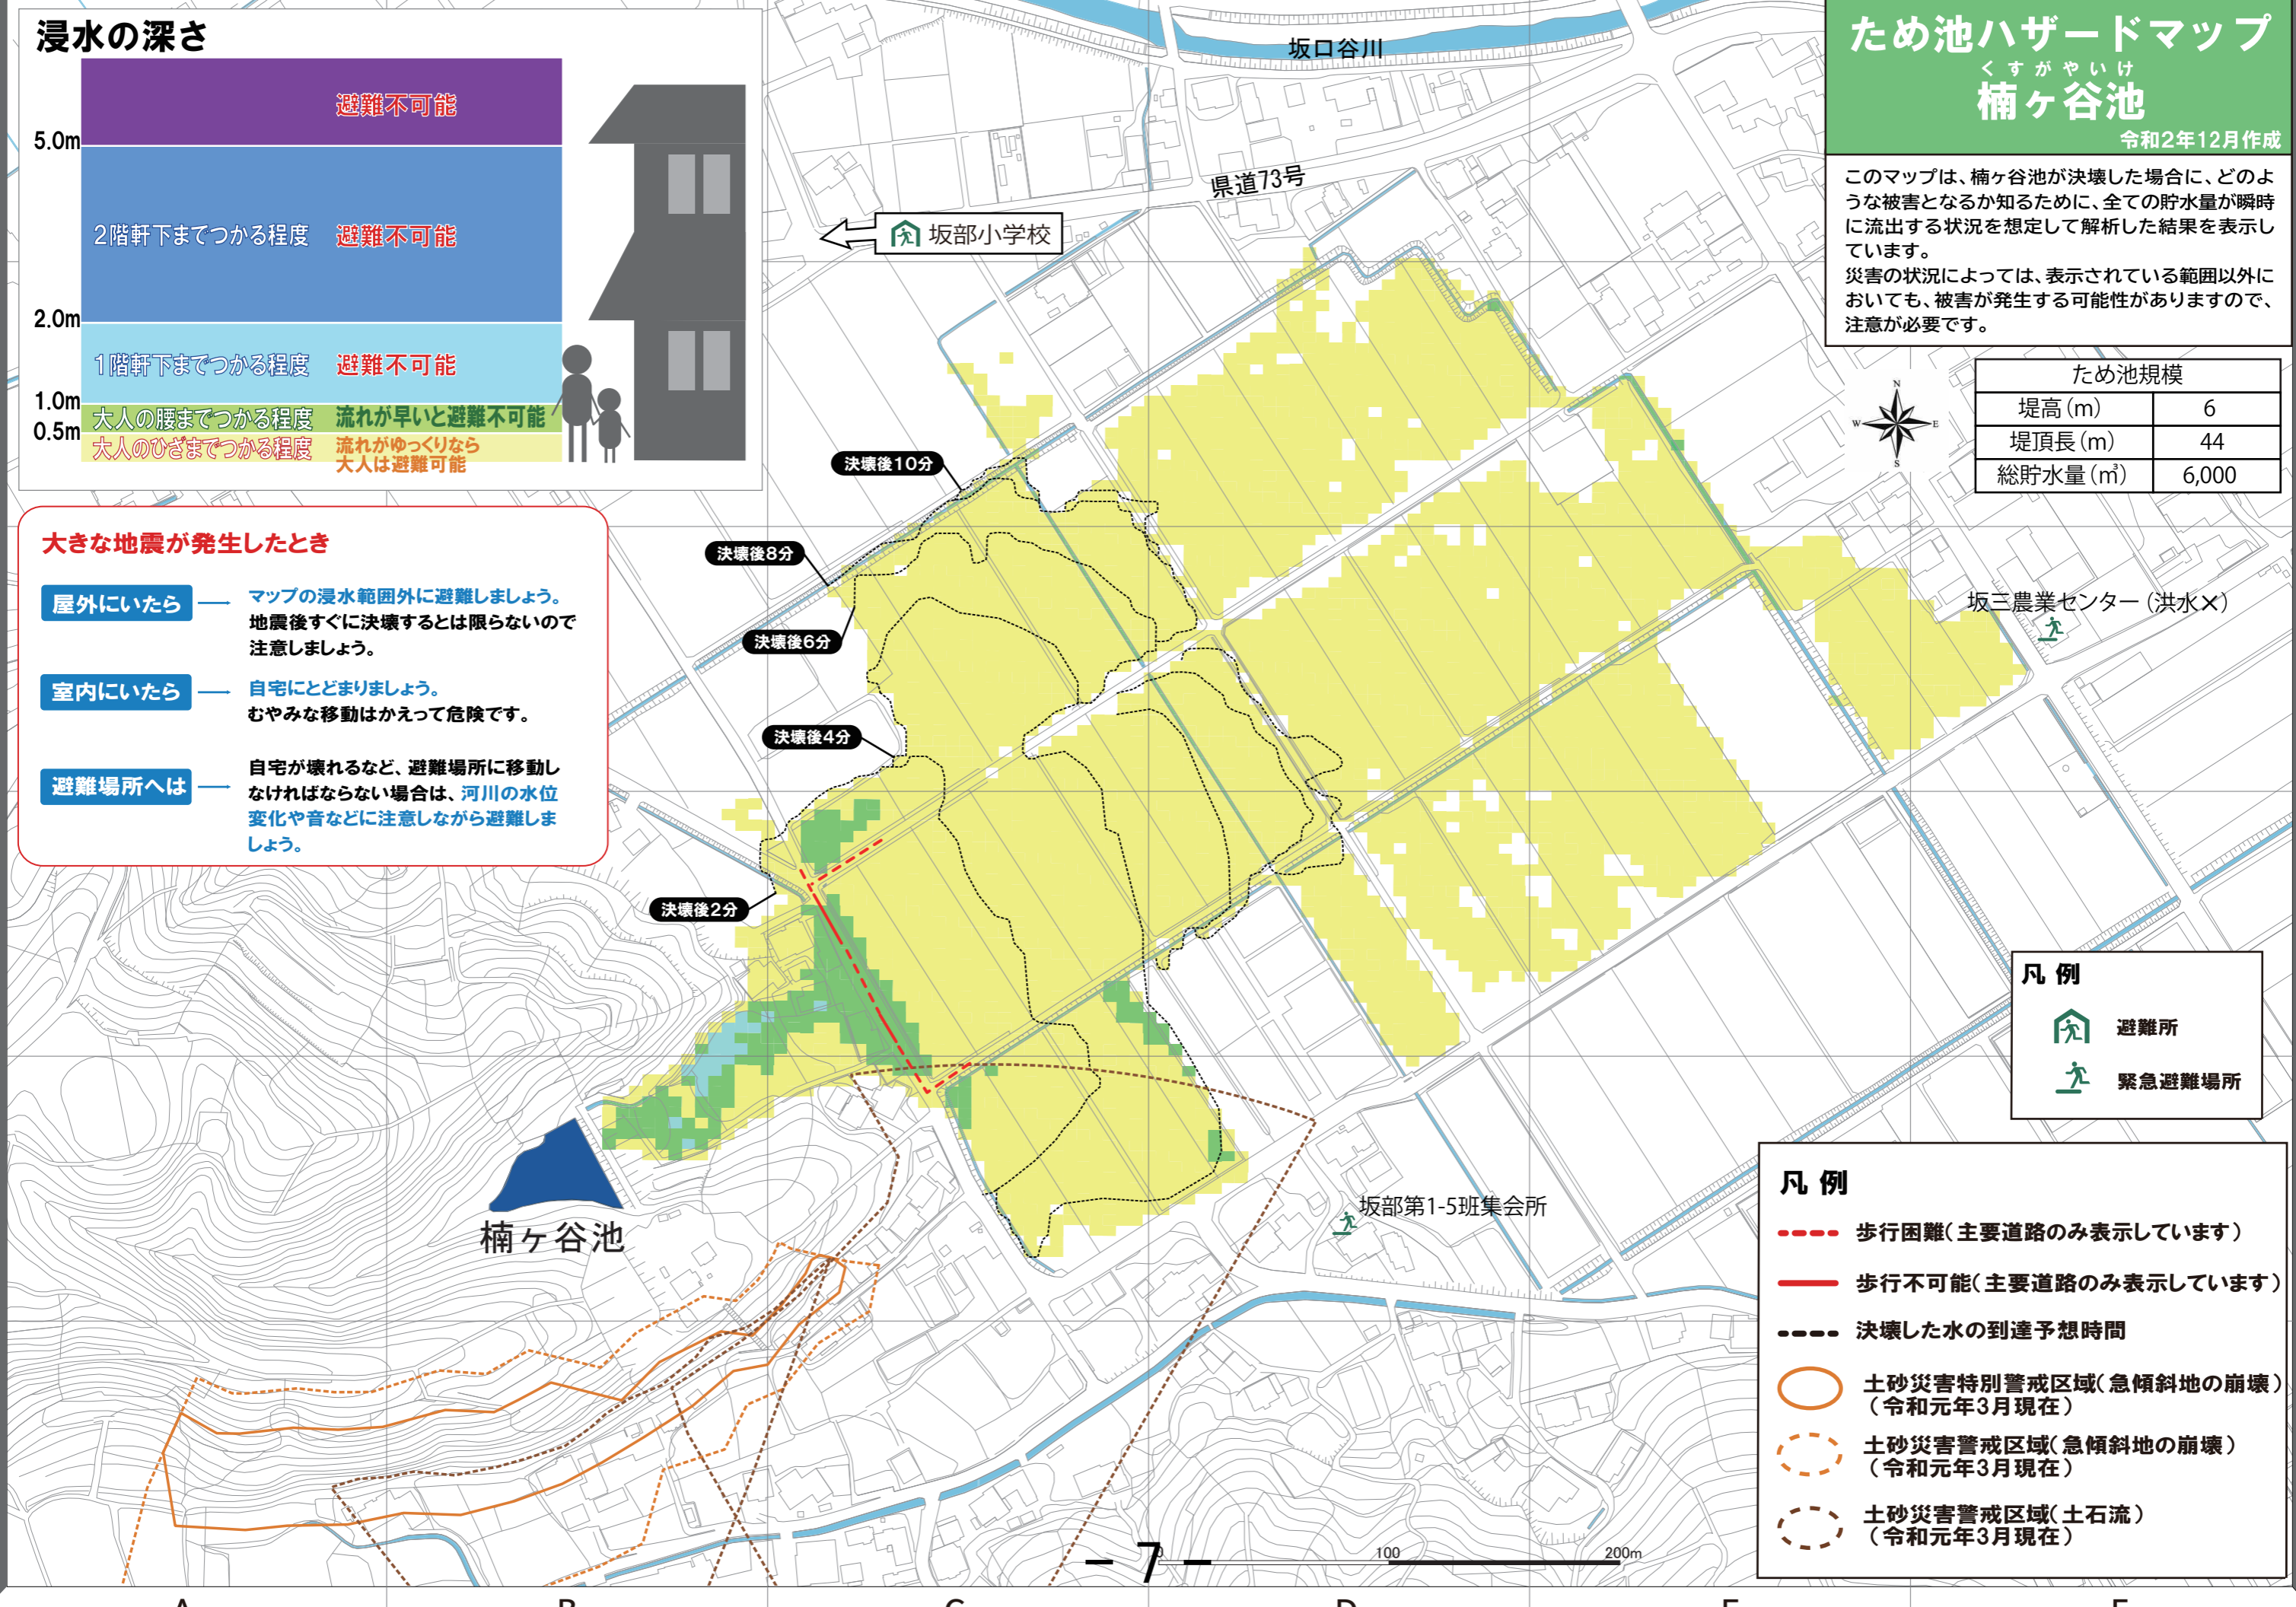 浸水の深さ
避難不可能
5.0m
2階軒下までつかる程度 避難不可能
2.0m
1階軒下までつかる程度 避難不可能
1.0m
大人の腰までつかる程度 流れが早いと避難不可能
0.5m
大人のひざまでつかる程度 流れがゆっくりなら
大人は避難可能
大きな地震が発生したとき
屋外にいたら
マップの浸水範囲外に避難しましょう。
地震後すぐに決壊するとは限らないので
注意しましょう。
室内にいたら
自宅にとどまりましょう。
むやみな移動はかえって危険です。
避難場所へは
自宅が壊れるなど、避難場所に移動し
なければならない場合は、河川の水位
変化や音などに注意しながら避難しま
しょう。
坂口谷川
県道73号
坂部小学校
決壊後10分
決壊後8分
決壊後6分
決壊後4分
決壊後2分
楠ヶ谷池
坂三農業センター（洪水×）
坂部第1-5班集会所
ため池ハザードマップ
くすがやいけ
楠ヶ谷池
令和2年12月作成
このマップは、楠ヶ谷池が決壊した場合に、どのよ
うな被害となるか知るために、全ての貯水量が瞬時
に流出する状況を想定して解析した結果を表示し
ています。
災害の状況によっては、表示されている範囲以外に
おいても、被害が発生する可能性がありますので、
注意が必要です。
N
W E
S
ため池規模
堤高（m） 6
堤頂長（m） 44
総貯水量（㎥） 6,000
凡 例
避難所
緊急避難場所
凡 例
歩行困難（主要道路のみ表示しています）
歩行不可能（主要道路のみ表示しています）
決壊した水の到達予想時間
土砂災害特別警戒区域（急傾斜地の崩壊）
（令和元年3月現在）
土砂災害警戒区域（急傾斜地の崩壊）
（令和元年3月現在）
土砂災害警戒区域（土石流）
（令和元年3月現在）
- 7 -
100 200m